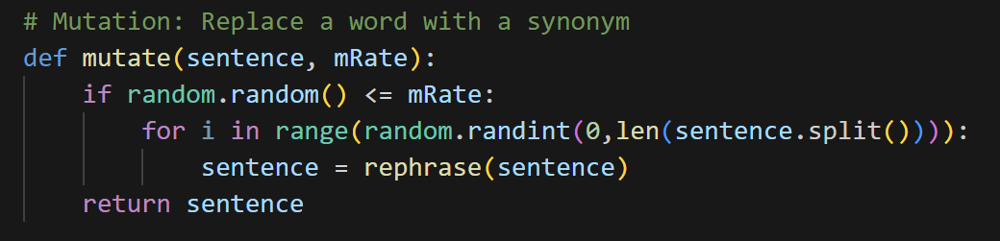 # Mutation: Replace a word with a synonym
def mutate(sentence, mRate):
    if random.random() <= mRate:
        for i in range(random.randint(0,len(sentence.split()))):
            sentence = rephrase(sentence)
    return sentence